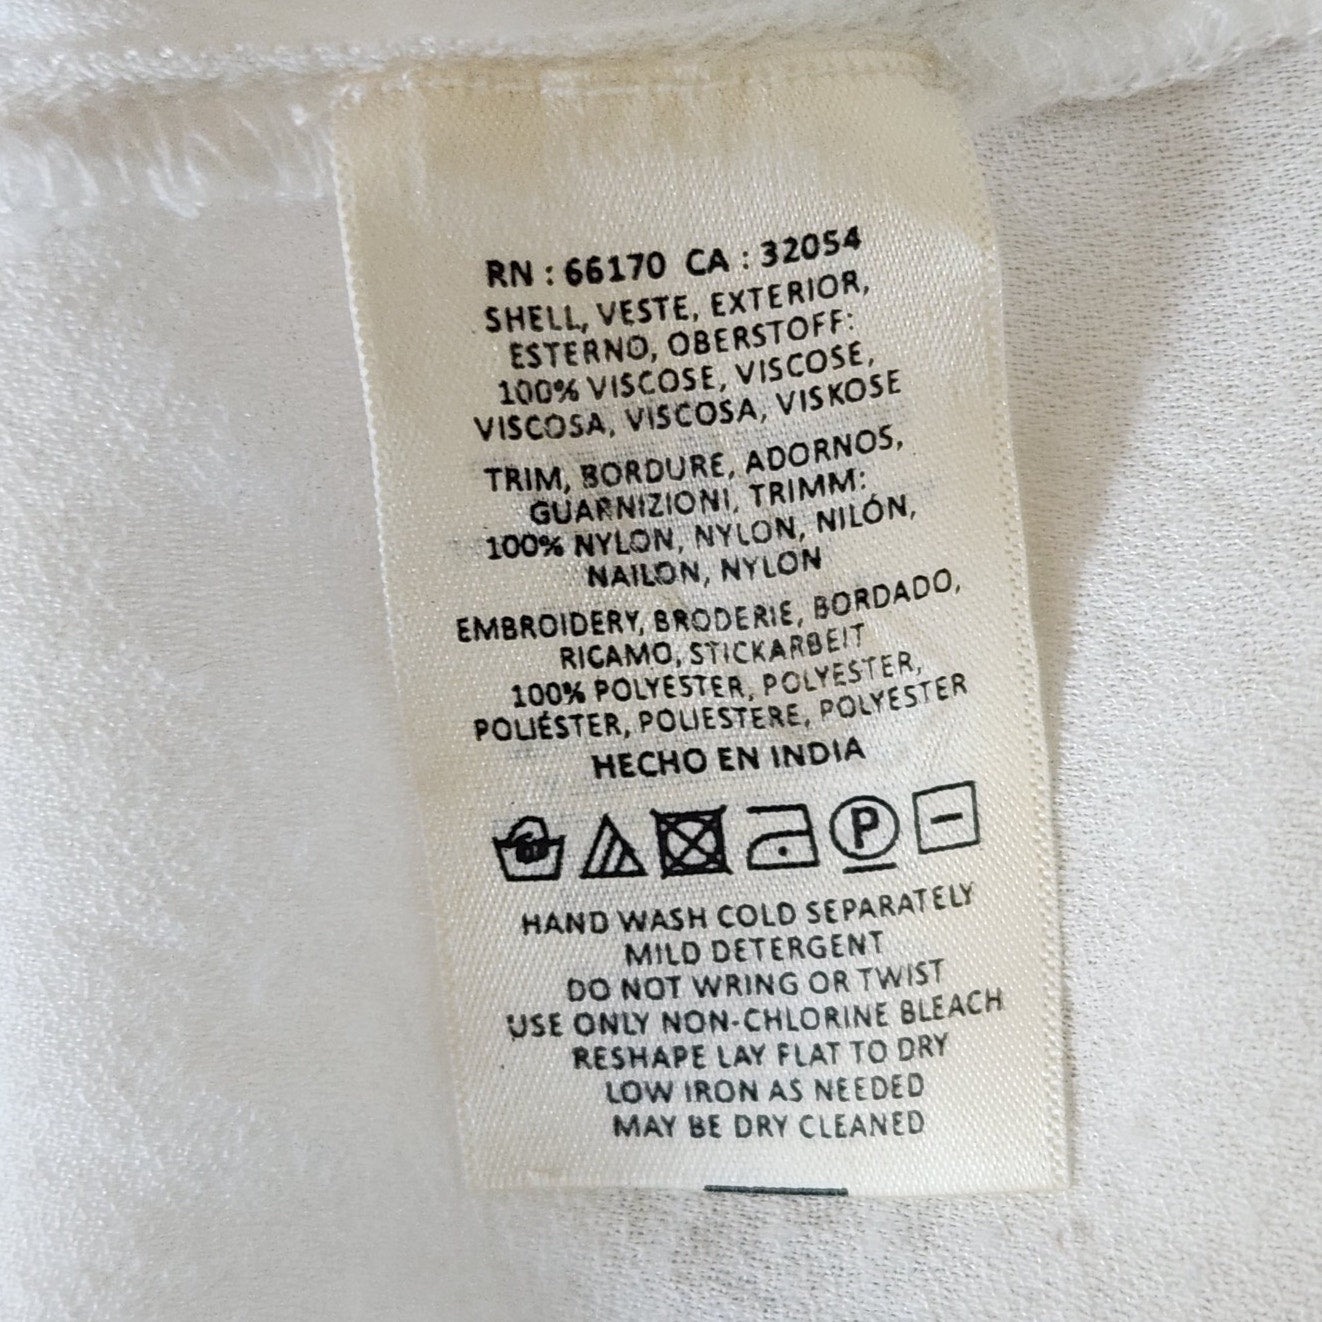 RN : 66170 CA : 32054
SHELL, VESTE, EXTERIOR,
ESTERNO, OBERSTOFF:
100% VISCOSE, VISCOSE,
VISCOSA, VISCOSA, VISKOSE
TRIM, BORDURE, ADORNOS,
GUARNIZIONI, TRIMM:
100% NYLON, NYLON, NILÓN,
NAILON, NYLON
EMBROIDERY, BRODERIE, BORDADO,
RICAMO, STICKARBEIT
100% POLYESTER, POLYESTER,
POLIÉSTER, POLIESTERE, POLYESTER
HECHO EN INDIA
P
HAND WASH COLD SEPARATELY
MILD DETERGENT
DO NOT WRING OR TWIST
USE ONLY NON-CHLORINE BLEACH
RESHAPE LAY FLAT TO DRY
LOW IRON AS NEEDED
MAY BE DRY CLEANED